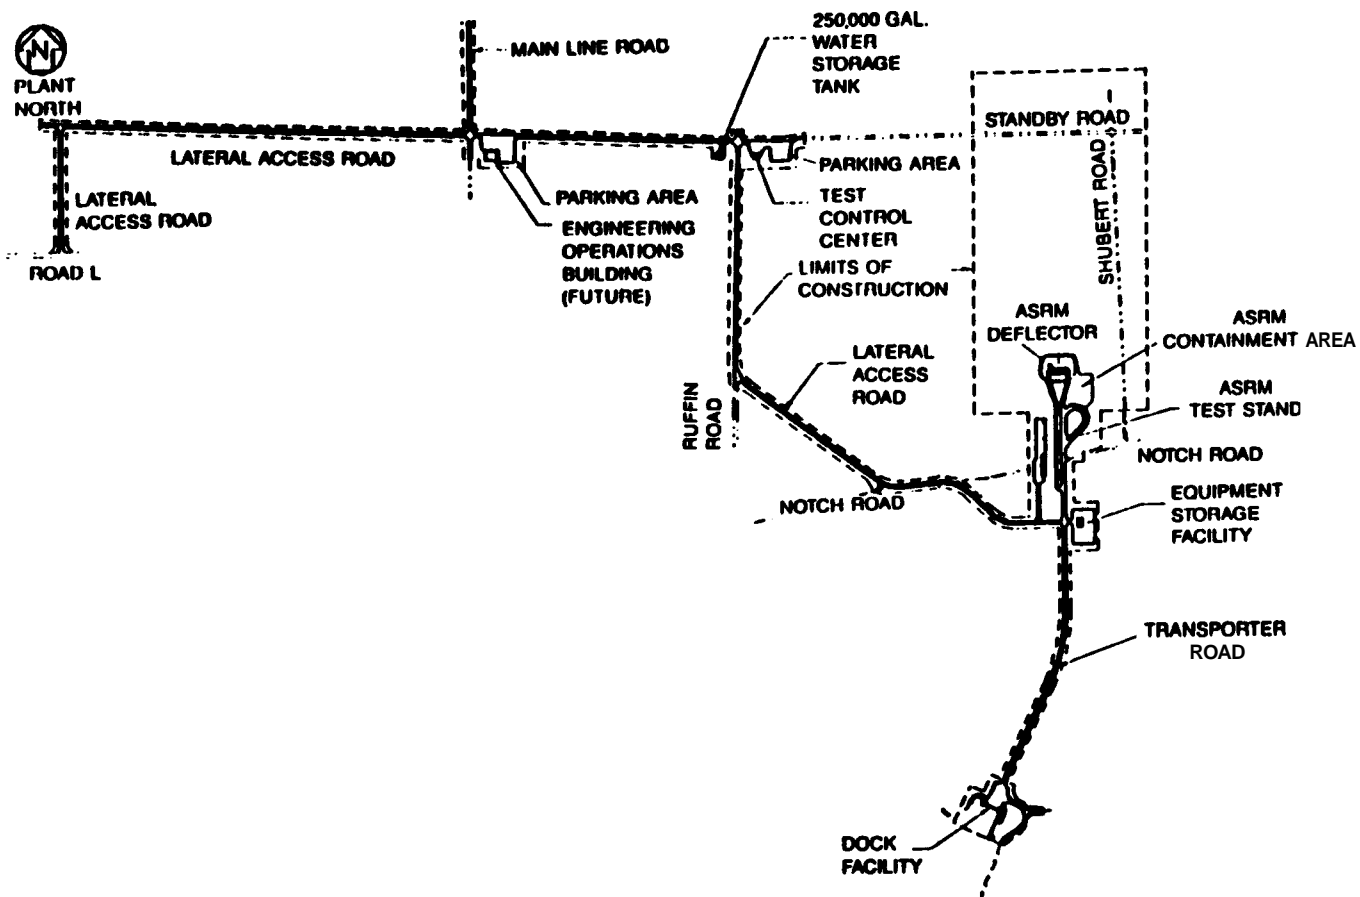 N
PLANT
NORTH
MAIN LINE ROAD
250,000 GAL.
WATER
STORAGE
TANK
STANDBY ROAD
LATERAL ACCESS ROAD
PARKING AREA
LATERAL
ACCESS ROAD
PARKING AREA
TEST
CONTROL
CENTER
SHUBERT ROAD
ENGINEERING
OPERATIONS
BUILDING
(FUTURE)
ROAD L
LIMITS OF
CONSTRUCTION
ASRM
DEFLECTOR
ASRM
CONTAINMENT AREA
LATERAL
ACCESS
ROAD
ASRM
TEST STAND
RUFFIN
ROAD
NOTCH ROAD
NOTCH ROAD
EQUIPMENT
STORAGE
FACILITY
TRANSPORTER
ROAD
DOCK
FACILITY